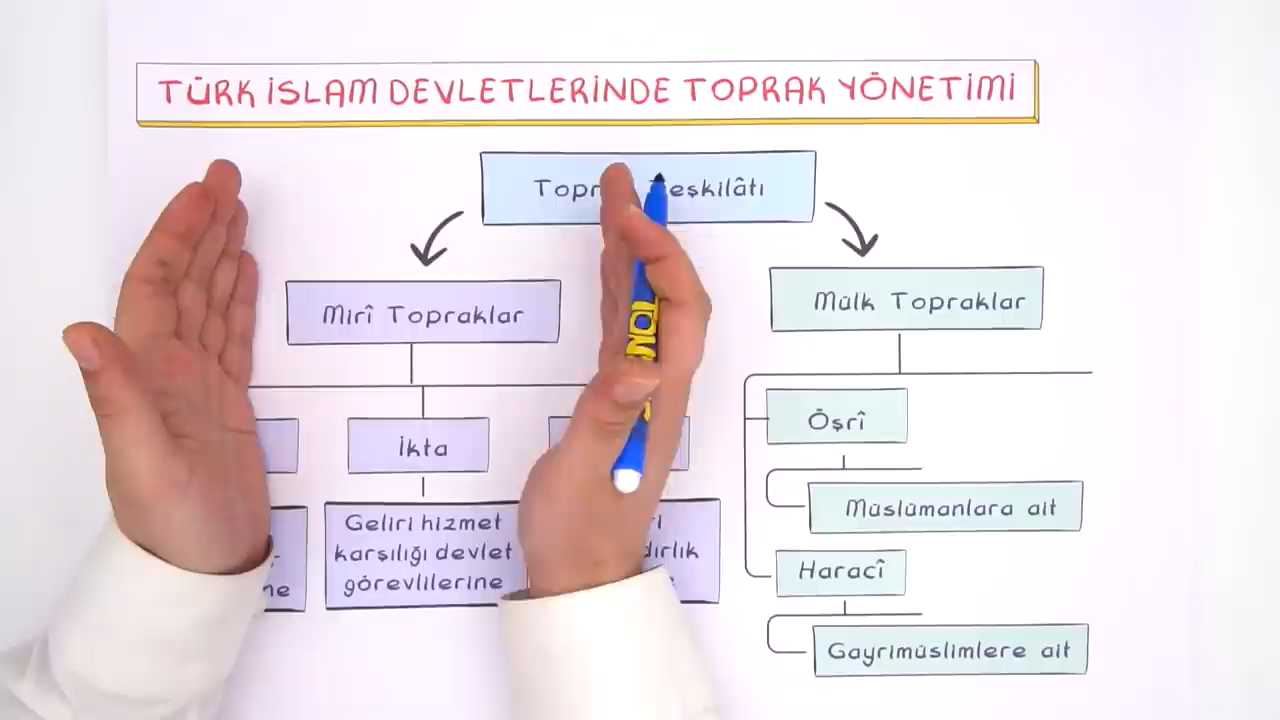 TÜRK İSLAM DEVLETLERİNDE TOPRAK YÖNETİMİ
Mirî Topraklar
Mülk Topraklar
İkta
Öşrî
Geliri hizmet
karşılığı devlet
görevlilerine
Müslümanlara ait
Haracî
Gayrimüslimlere ait